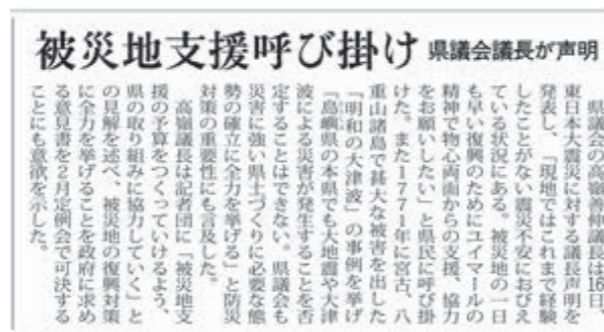 被災地支援呼び掛け 県議会議長が声明
県議会の高嶺善伸議長は16日、
東日本大震災に対する議長声明を
発表し、「現地ではこれまで経験
したことがない震災不安におびえ
ている状況にある。被災地の一日
も早い復興のためにユイマールの
精神で物心両面からの支援、協力
をお願いしたい」と県民に呼び掛
けた。また1771年に宮古、八
重山諸島で甚大な被害を出した
「明和の大津波」の事例を挙げ
「島嶼県の本県でも大地震や大津
波による災害が発生することを否
定することはできない。県議会も
災害に強い県土づくりに必要な態
勢の確立に全力を挙げる」と防災
対策の重要性にも言及した。
高嶺議長は記者団に「被災地支
援の予算をつくっていけるよう、
県の取り組みに協力していく」と
の見解を述べ、被災地の復興対策
に全力を挙げることを政府に求め
る意見書を2月定例会で可決する
ことにも意欲を示した。